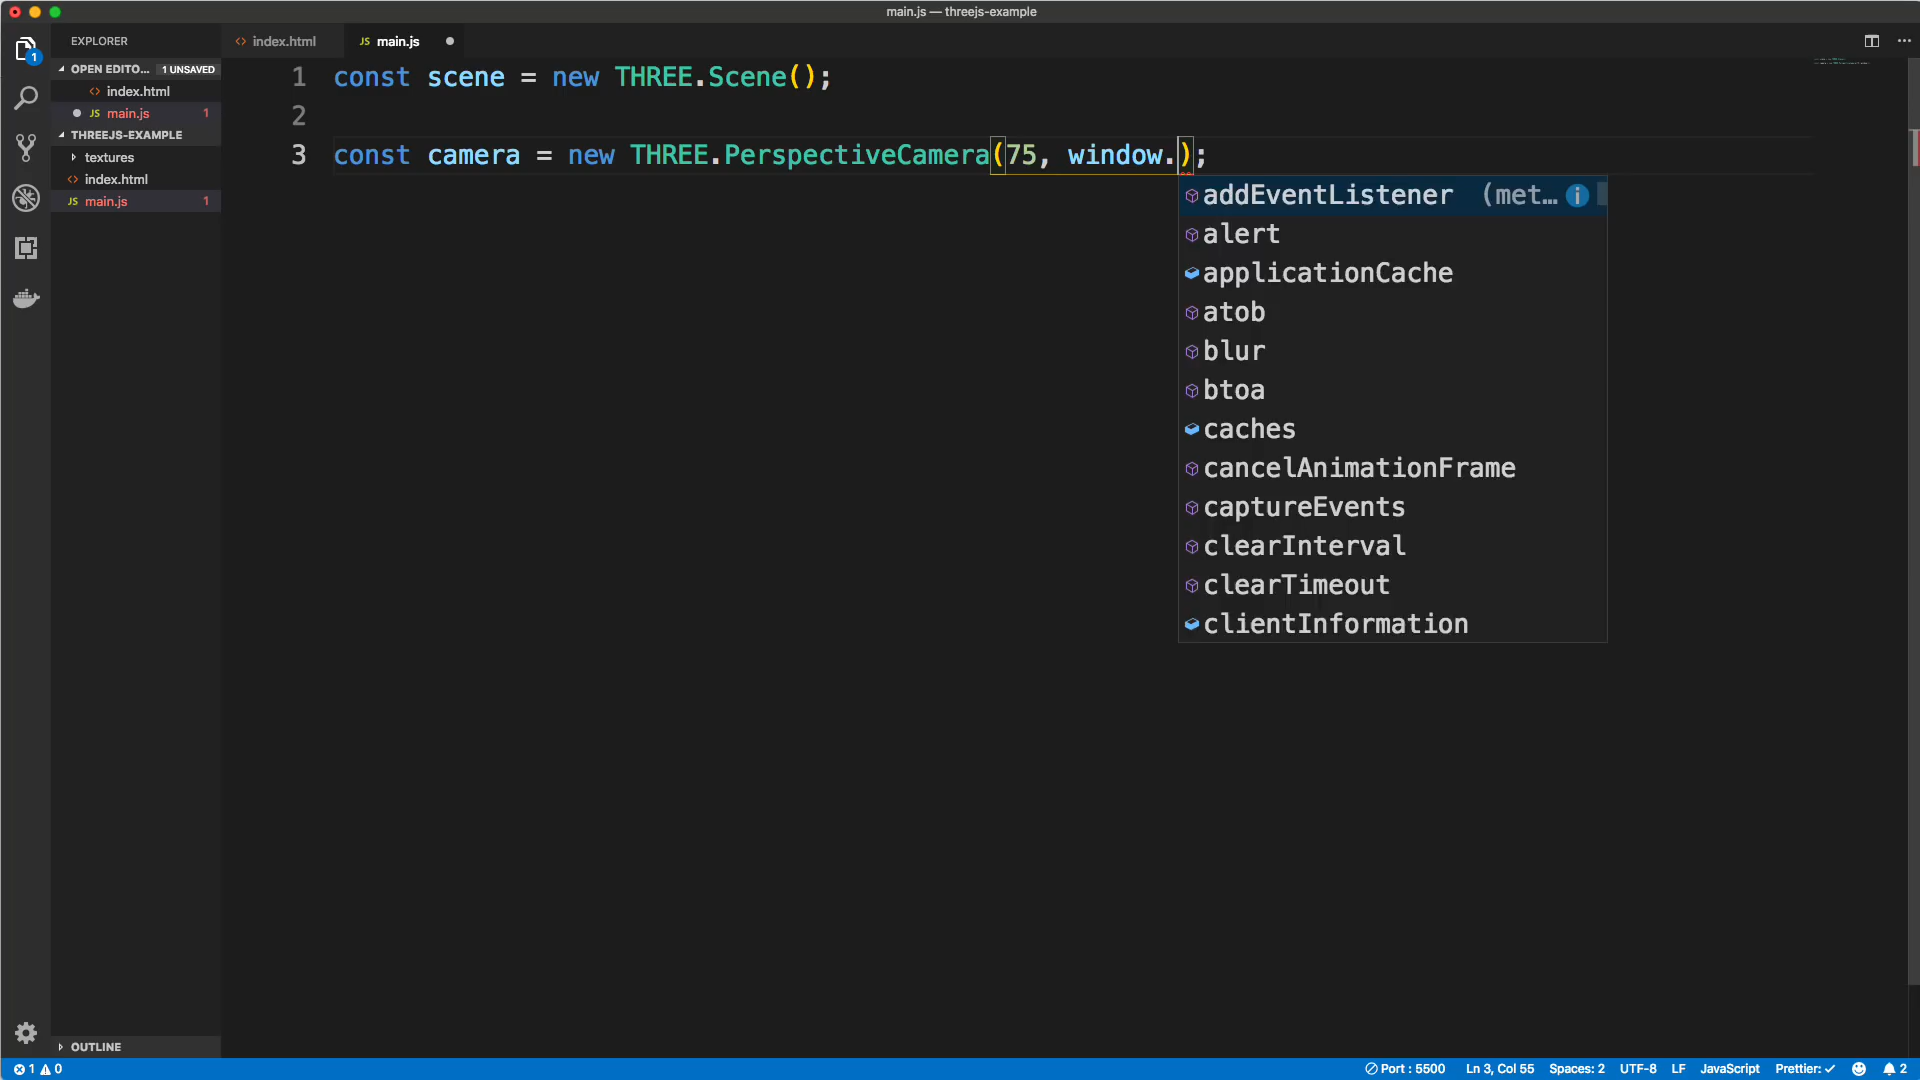 main.js — threejs-example
EXPLORER
OPEN EDITO... 1 UNSAVED
index.html
JS main.js 1
THREEJS-EXAMPLE
textures
index.html
JS main.js 1
OUTLINE
index.html JS main.js
1 const scene = new THREE.Scene();
2
3 const camera = new THREE.PerspectiveCamera(75, window.);
addEventListener (met...
alert
applicationCache
atob
blur
btoa
caches
cancelAnimationFrame
captureEvents
clearInterval
clearTimeout
clientInformation
1 0 Port : 5500 Ln 3, Col 55 Spaces: 2 UTF-8 LF JavaScript Prettier: ✓ 2